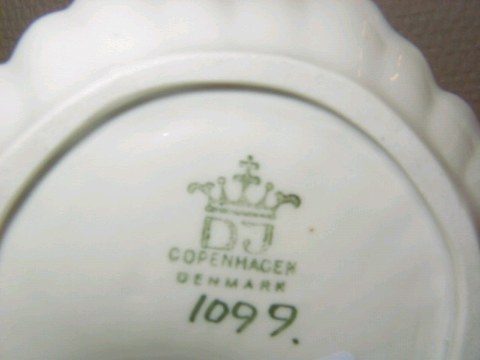 DJ
COPENHAGEN
DENMARK
1099.